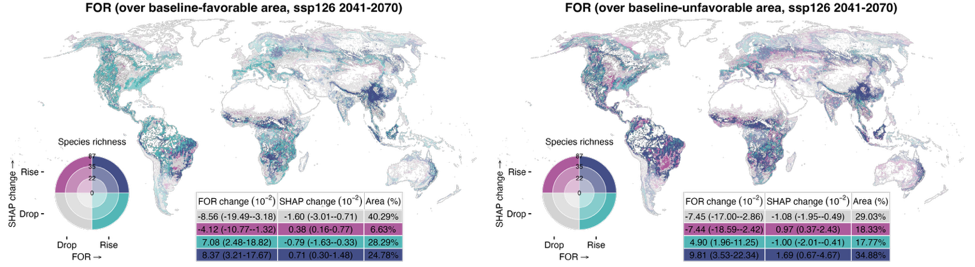 FOR (over baseline-favorable area, ssp126 2041-2070)
Species richness
87
36
22
0
SHAP change →
Rise
Drop
Drop
Rise
FOR →
FOR change (10⁻²) SHAP change (10⁻²) Area (%)
-8.56 (-19.49--3.18) -1.60 (-3.01--0.71) 40.29%
-4.12 (-10.77--1.32) 0.38 (0.16-0.77) 6.63%
7.08 (2.48-18.82) -0.79 (-1.63--0.33) 28.29%
8.37 (3.21-17.67) 0.71 (0.30-1.48) 24.78%
FOR (over baseline-unfavorable area, ssp126 2041-2070)
Species richness
87
36
22
0
SHAP change →
Rise
Drop
Drop
Rise
FOR →
FOR change (10⁻²) SHAP change (10⁻²) Area (%)
-7.45 (-17.00--2.86) -1.08 (-1.95--0.49) 29.03%
-7.44 (-18.59--2.42) 0.97 (0.37-2.43) 18.33%
4.90 (1.96-11.25) -1.00 (-2.01--0.41) 17.77%
9.81 (3.53-22.34) 1.69 (0.67-4.67) 34.88%